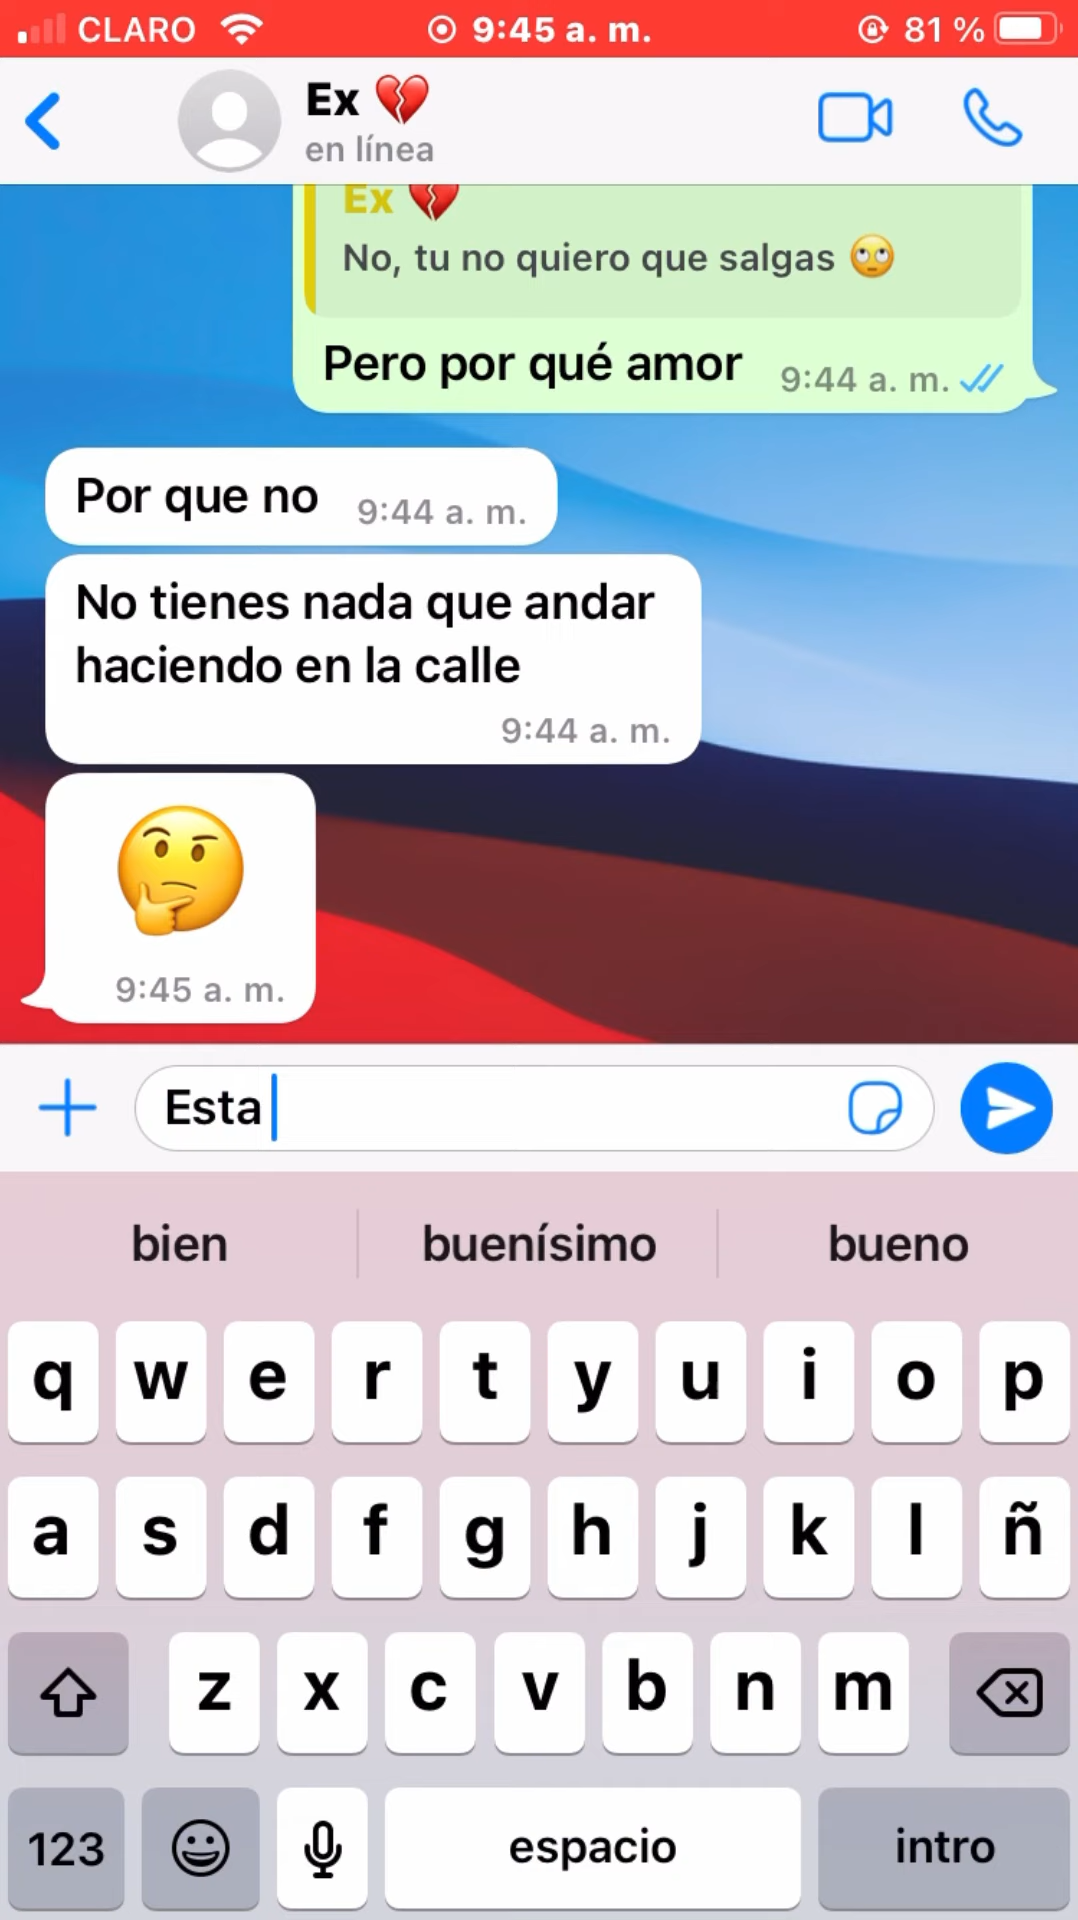 CLARO 9:45 a. m. 81 %
Ex 💔
en línea
Ex 💔
No, tu no quiero que salgas 🙄
Pero por qué amor 9:44 a. m.
Por que no 9:44 a. m.
No tienes nada que andar
haciendo en la calle
9:44 a. m.
🤔
9:45 a. m.
Esta
bien buenísimo bueno
q w e r t y u i o p
a s d f g h j k l ñ
z x c v b n m
123 espacio intro